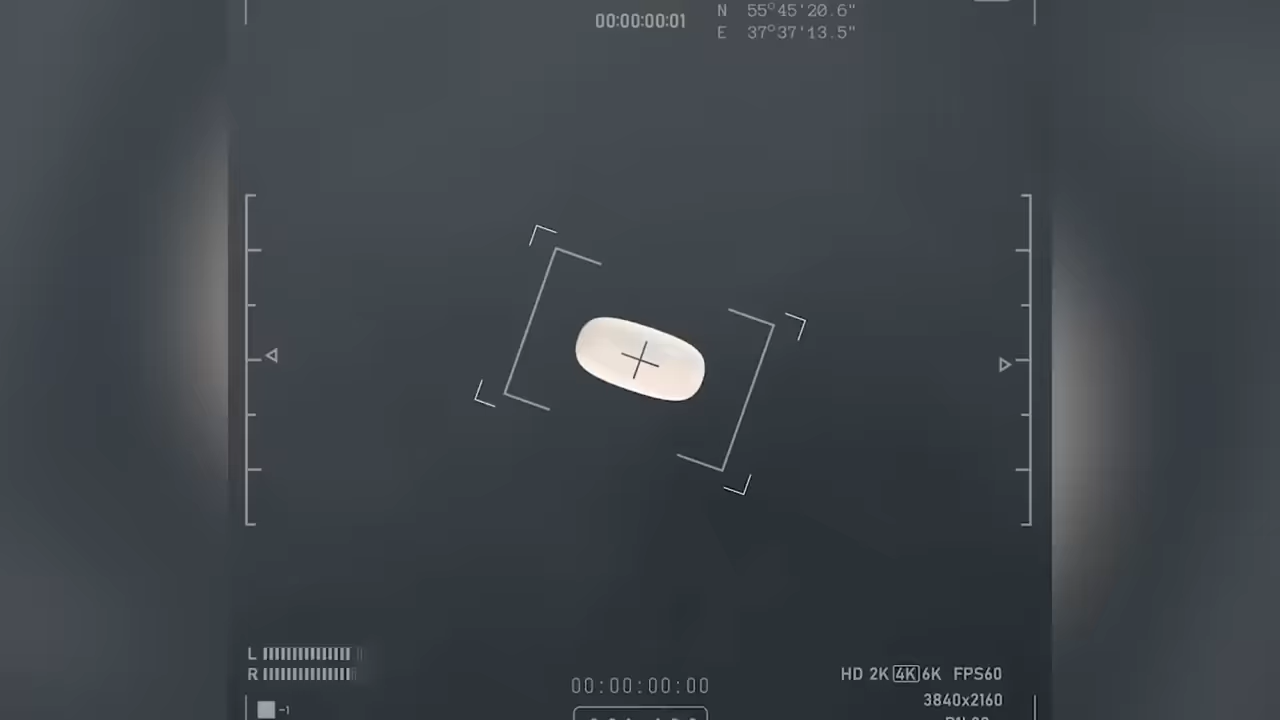 00:00:00:01
N 55°45'20.6"
E 37°37'13.5"
L
R
-1
00:00:00:00
HD 2K 4K 6K FPS60
3840x2160